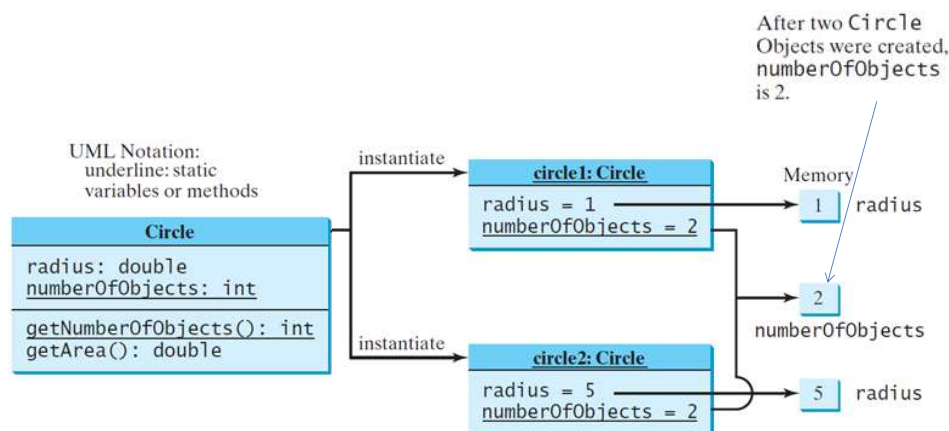 After two Circle
Objects were created,
numberOfObjects
is 2.
UML Notation:
underline: static
variables or methods
instantiate
circle1: Circle
radius = 1
numberOfObjects = 2
Memory
1 radius
Circle
radius: double
numberOfObjects: int
getNumberOfObjects(): int
getArea(): double
2
numberOfObjects
instantiate
circle2: Circle
radius = 5
numberOfObjects = 2
5 radius